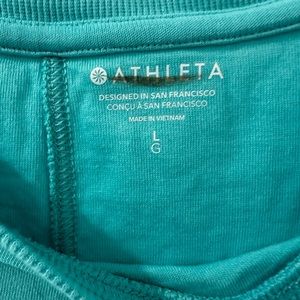 ATHLETA
DESIGNED IN SAN FRANCISCO
CONÇU À SAN FRANCISCO
MADE IN VIETNAM
L
G